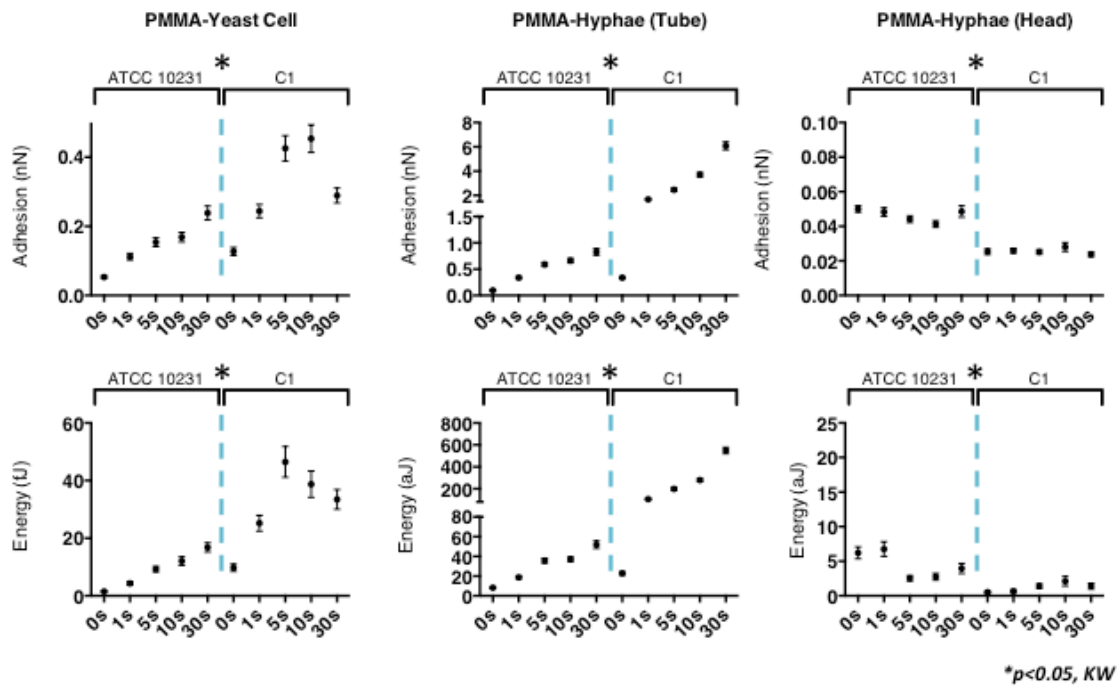 PMMA-Yeast Cell PMMA-Hyphae (Tube) PMMA-Hyphae (Head)
* * *
ATCC 10231 C1 ATCC 10231 C1 ATCC 10231 C1
Adhesion (nN)
0.4
0.2
0.0
0s 1s 5s 10s 30s 0s 1s 5s 10s 30s
Adhesion (nN)
8
6
4
2
1.5
1.0
0.5
0.0
0s 1s 5s 10s 30s 0s 1s 5s 10s 30s
Adhesion (nN)
0.10
0.08
0.06
0.04
0.02
0.00
0s 1s 5s 10s 30s 0s 1s 5s 10s 30s
* * *
ATCC 10231 C1 ATCC 10231 C1 ATCC 10231 C1
Energy (fJ)
60
40
20
0
0s 1s 5s 10s 30s 0s 1s 5s 10s 30s
Energy (aJ)
800
600
400
200
80
60
40
20
0
0s 1s 5s 10s 30s 0s 1s 5s 10s 30s
Energy (aJ)
25
20
15
10
5
0
0s 1s 5s 10s 30s 0s 1s 5s 10s 30s
*p<0.05, KW